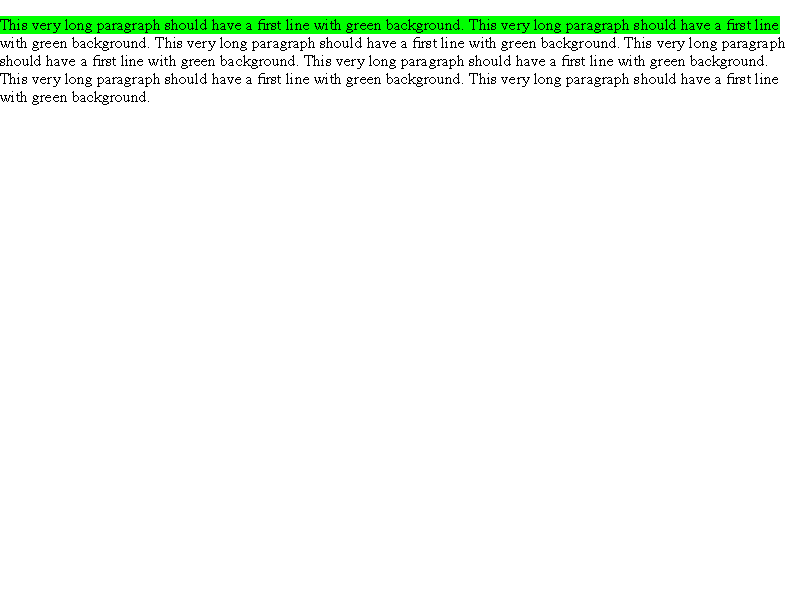 This very long paragraph should have a first line with green background. This very long paragraph should have a first line
with green background. This very long paragraph should have a first line with green background. This very long paragraph
should have a first line with green background. This very long paragraph should have a first line with green background.
This very long paragraph should have a first line with green background. This very long paragraph should have a first line
with green background.